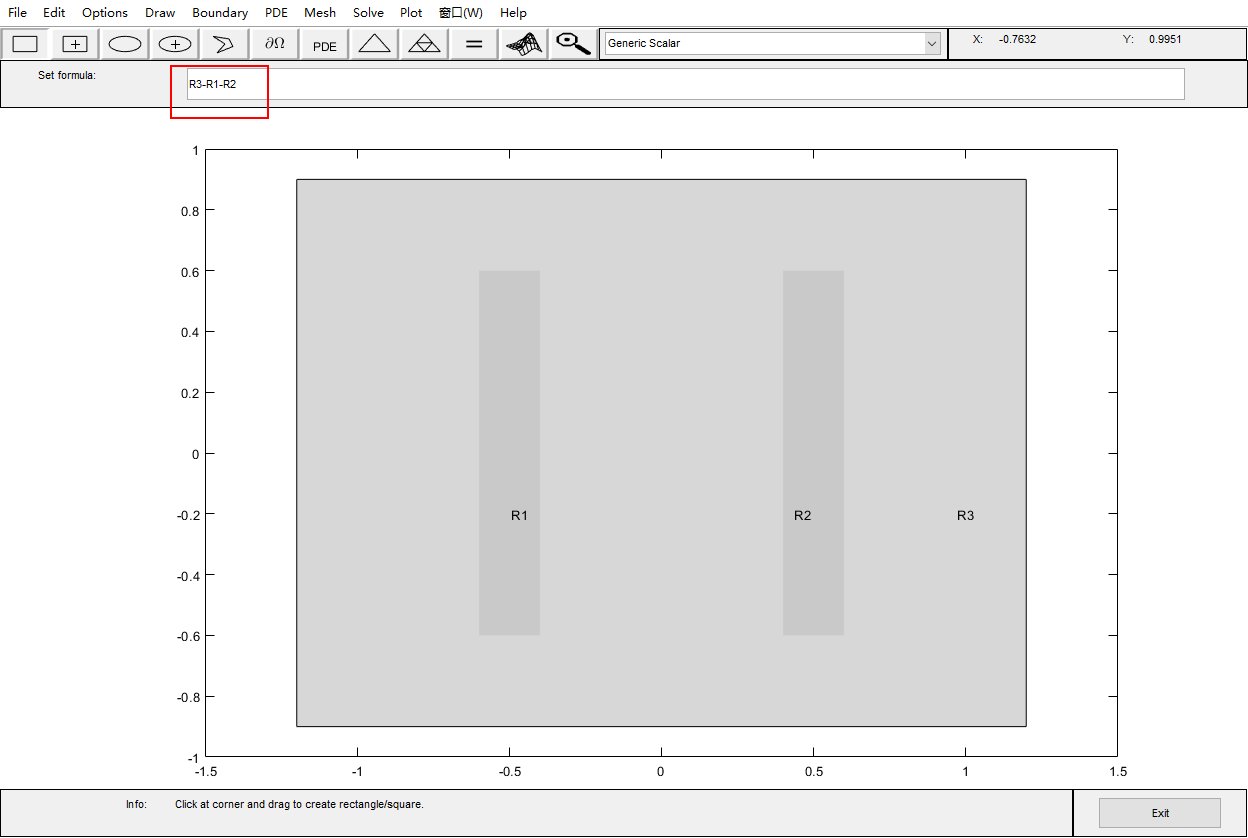 File Edit Options Draw Boundary PDE Mesh Solve Plot 窗口(W) Help
∂Ω PDE Generic Scalar X: -0.7632 Y: 0.9951
Set formula: R3-R1-R2
1
0.8
0.6
0.4
0.2
0
R1 R2 R3
-0.2
-0.4
-0.6
-0.8
-1
-1.5 -1 -0.5 0 0.5 1 1.5
Info: Click at corner and drag to create rectangle/square.
Exit